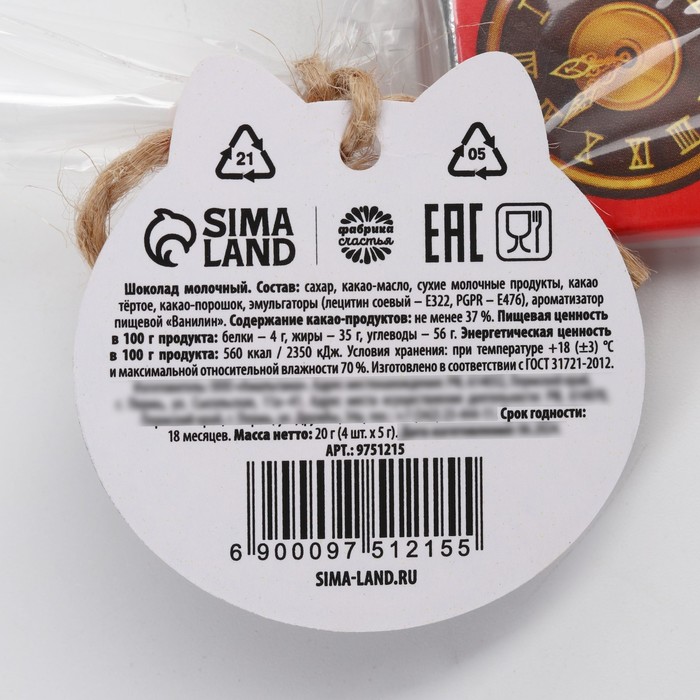 21
05
SIMA
LAND
фабрика
счастья
EAC
Шоколад молочный. Состав: сахар, какао-масло, сухие молочные продукты, какао
тёртое, какао-порошок, эмульгаторы (лецитин соевый – Е322, PGPR – Е476), ароматизатор
пищевой «Ванилин». Содержание какао-продуктов: не менее 37 %. Пищевая ценность
в 100 г продукта: белки – 4 г, жиры – 35 г, углеводы – 56 г. Энергетическая ценность
в 100 г продукта: 560 ккал / 2350 кДж. Условия хранения: при температуре +18 (±3) °C
и максимальной относительной влажности 70 %. Изготовлено в соответствии с ГОСТ 31721-2012.
Срок годности:
18 месяцев. Масса нетто: 20 г (4 шт. х 5 г).
АРТ.: 9751215
6 900097 512155
SIMA-LAND.RU